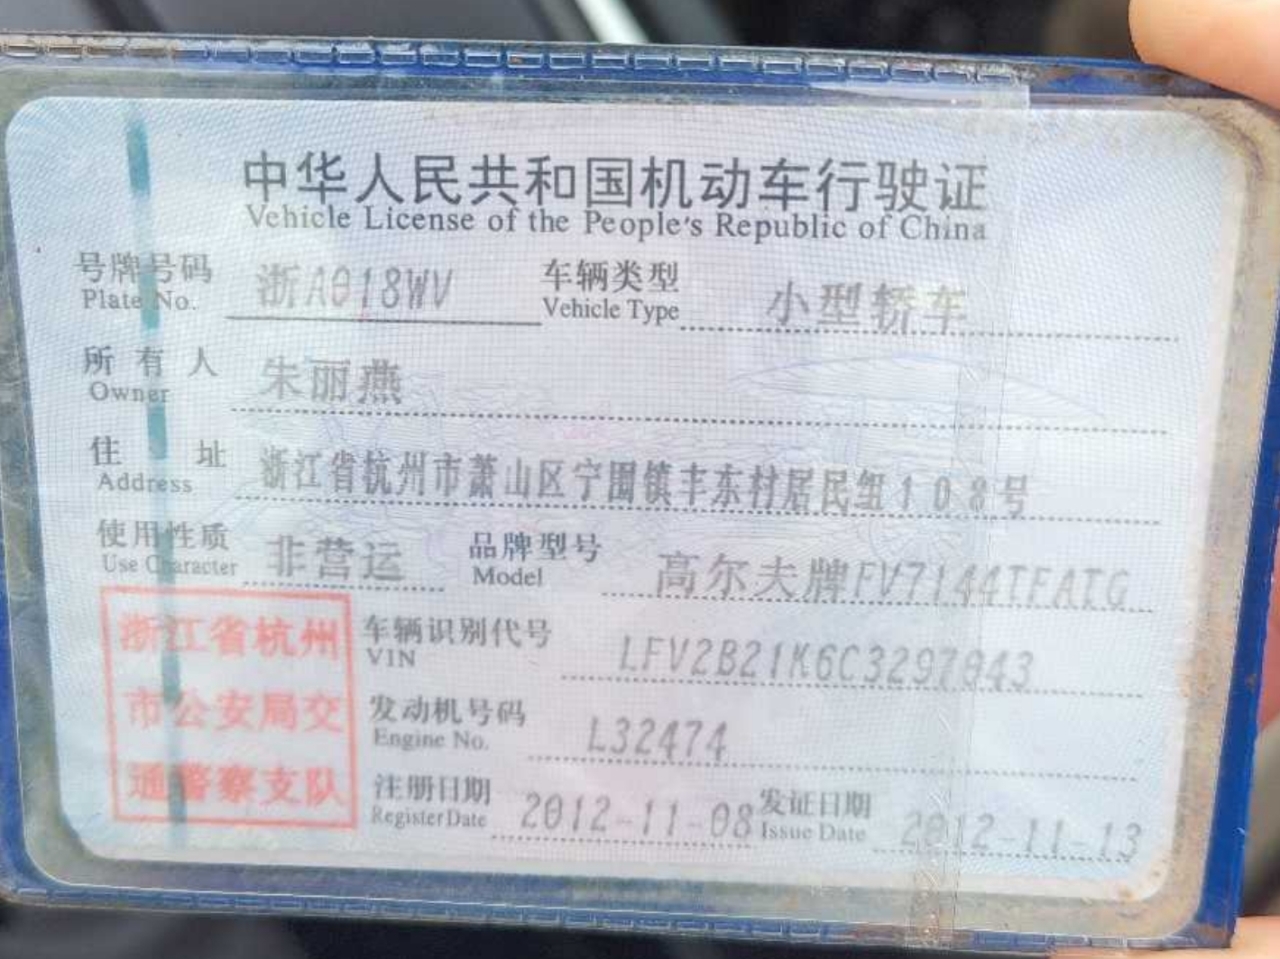 中华人民共和国机动车行驶证
Vehicle License of the People's Republic of China
号牌号码 浙A018WV 车辆类型 小型轿车
Plate No. Vehicle Type
所有人 朱丽燕
Owner
住址 浙江省杭州市萧山区宁围镇丰东村居民组108号
Address
使用性质 非营运 品牌型号 高尔夫牌FV7144TFATG
Use Character Model
浙江省杭州
市公安局交
通警察支队
车辆识别代号 LFV2B21K6C3297043
VIN
发动机号码 L32474
Engine No.
注册日期 2012-11-08 发证日期 2012-11-13
Register Date Issue Date